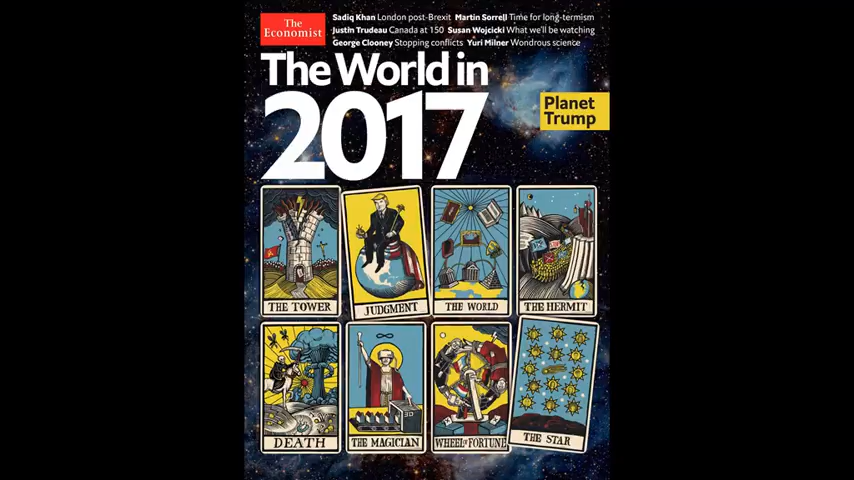 The
Economist
Sadiq Khan London post-Brexit Martin Sorrell Time for long-termism
Justin Trudeau Canada at 150 Susan Wojcicki What we'll be watching
George Clooney Stopping conflicts Yuri Milner Wondrous science
The World in
2017
Planet
Trump
THE TOWER
JUDGMENT
THE WORLD
THE HERMIT
DEATH
3D
THE MAGICIAN
WHEEL OF FORTUNE
THE STAR